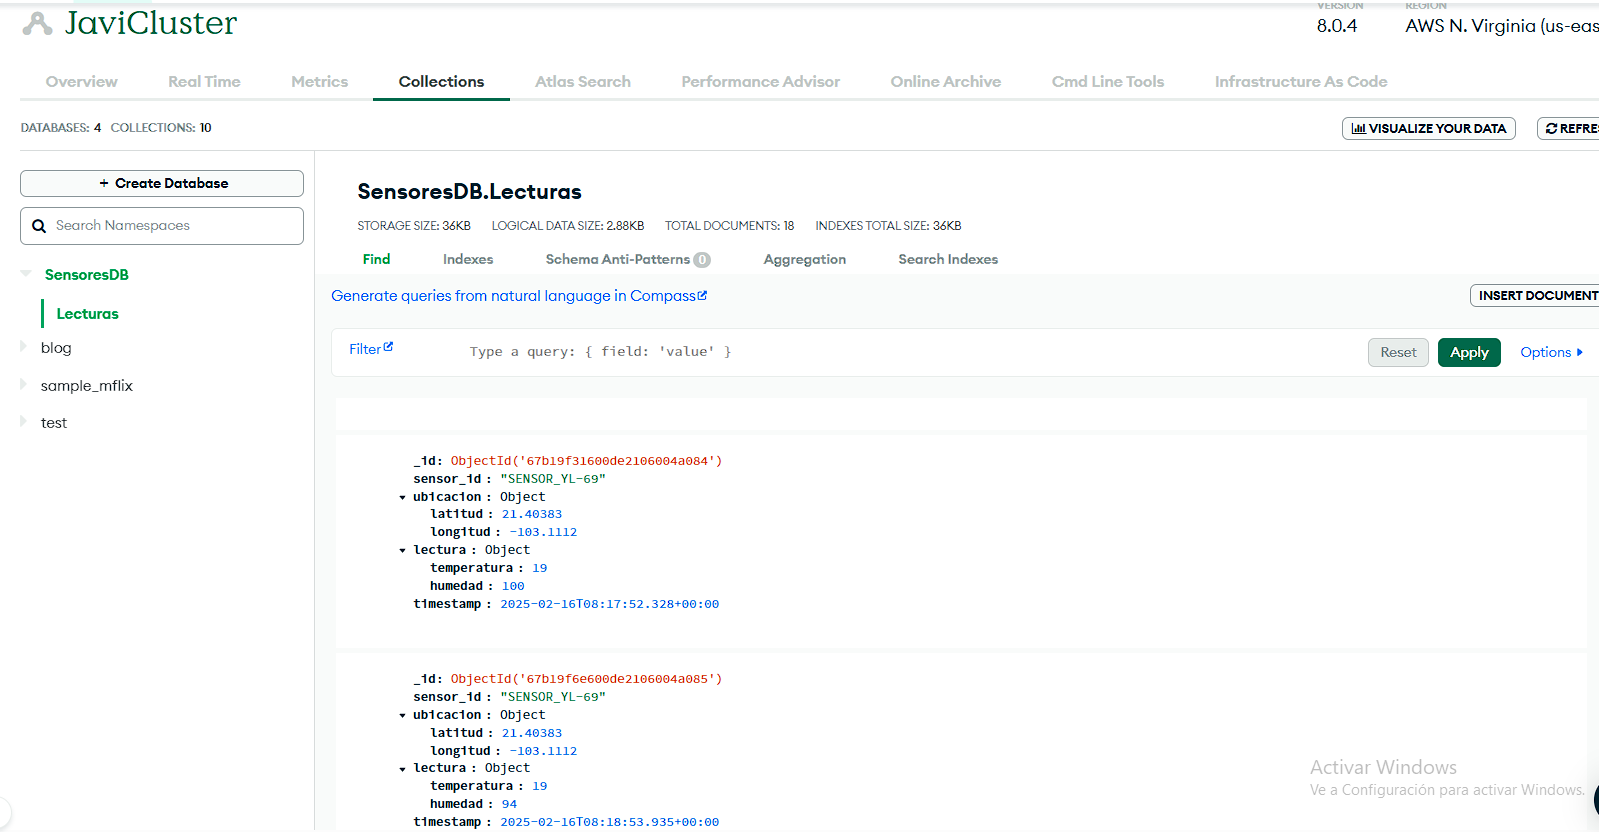 VERSION
REGION
JaviCluster
8.0.4
AWS N. Virginia (us-eas
Overview
Real Time
Metrics
Collections
Atlas Search
Performance Advisor
Online Archive
Cmd Line Tools
Infrastructure As Code
DATABASES: 4 COLLECTIONS: 10
VISUALIZE YOUR DATA
REFRE
+ Create Database
Search Namespaces
SensoresDB
Lecturas
blog
sample_mflix
test
SensoresDB.Lecturas
STORAGE SIZE: 36KB LOGICAL DATA SIZE: 2.88KB TOTAL DOCUMENTS: 18 INDEXES TOTAL SIZE: 36KB
Find
Indexes
Schema Anti-Patterns 0
Aggregation
Search Indexes
Generate queries from natural language in Compass
INSERT DOCUMENT
Filter
Type a query: { field: 'value' }
Reset
Apply
Options
_id: ObjectId('67b19f31600de2106004a084')
sensor_id : "SENSOR_YL-69"
ubicacion : Object
latitud : 21.40383
longitud : -103.1112
lectura : Object
temperatura : 19
humedad : 100
timestamp : 2025-02-16T08:17:52.328+00:00
_id: ObjectId('67b19f6e600de2106004a085')
sensor_id : "SENSOR_YL-69"
ubicacion : Object
latitud : 21.40383
longitud : -103.1112
lectura : Object
temperatura : 19
humedad : 94
timestamp : 2025-02-16T08:18:53.935+00:00
Activar Windows
Ve a Configuración para activar Windows.